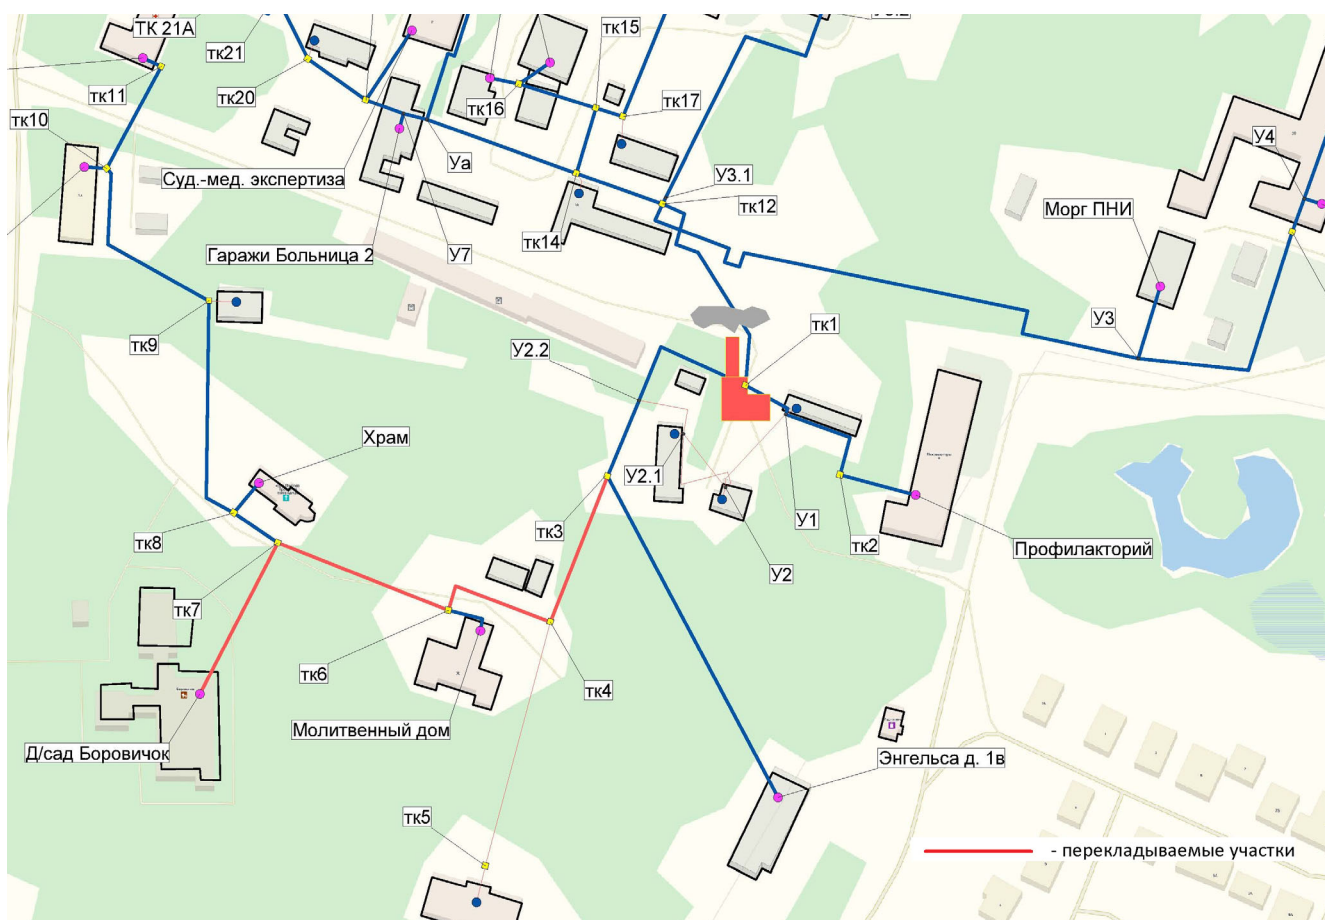 ТК 21А
тк21
тк15
тк11
тк20
тк16
тк17
тк10
Уа
У4
Суд.-мед. экспертиза
У3.1
тк12
Морг ПНИ
тк14
Гаражи Больница 2
У7
У3
тк1
тк9
У2.2
Храм
У2.1
тк8
тк3
У1
тк2
Профилакторий
У2
тк7
тк6
тк4
Молитвенный дом
Д/сад Боровичок
Энгельса д. 1в
тк5
- перекладываемые участки